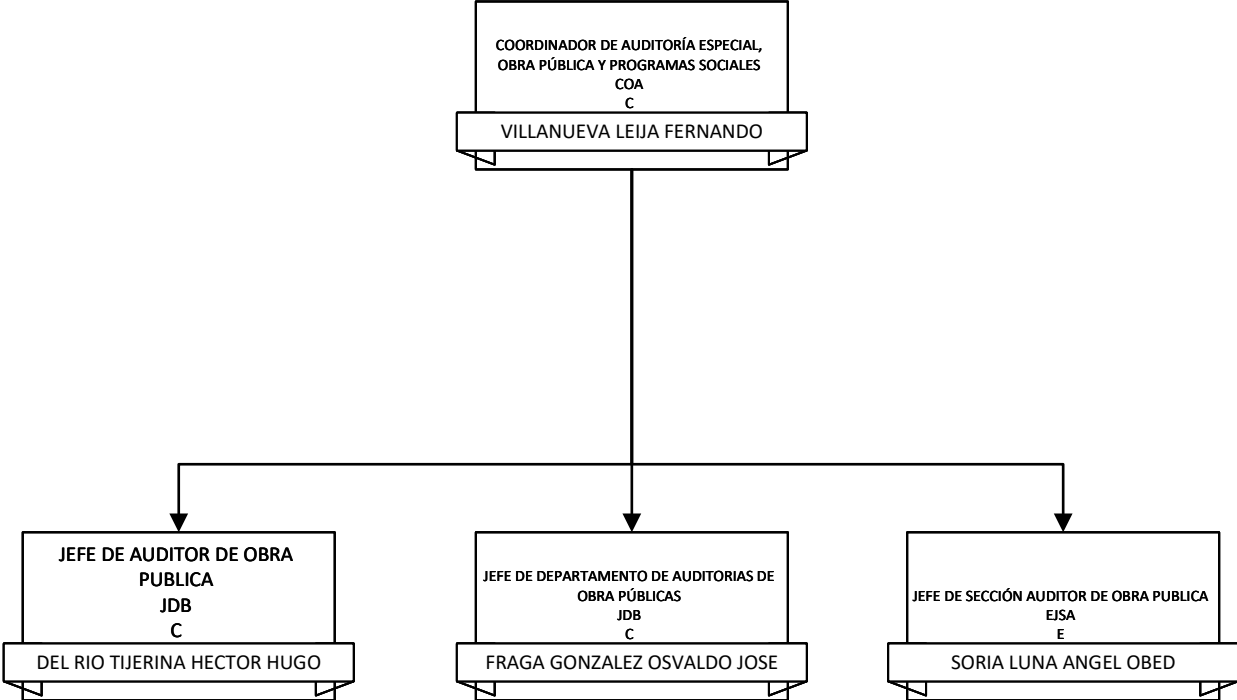 COORDINADOR DE AUDITORÍA ESPECIAL,
OBRA PÚBLICA Y PROGRAMAS SOCIALES
COA
C
VILLANUEVA LEIJA FERNANDO
JEFE DE AUDITOR DE OBRA
PUBLICA
JDB
C
DEL RIO TIJERINA HECTOR HUGO
JEFE DE DEPARTAMENTO DE AUDITORIAS DE
OBRA PÚBLICAS
JDB
C
FRAGA GONZALEZ OSVALDO JOSE
JEFE DE SECCIÓN AUDITOR DE OBRA PUBLICA
EJSA
E
SORIA LUNA ANGEL OBED